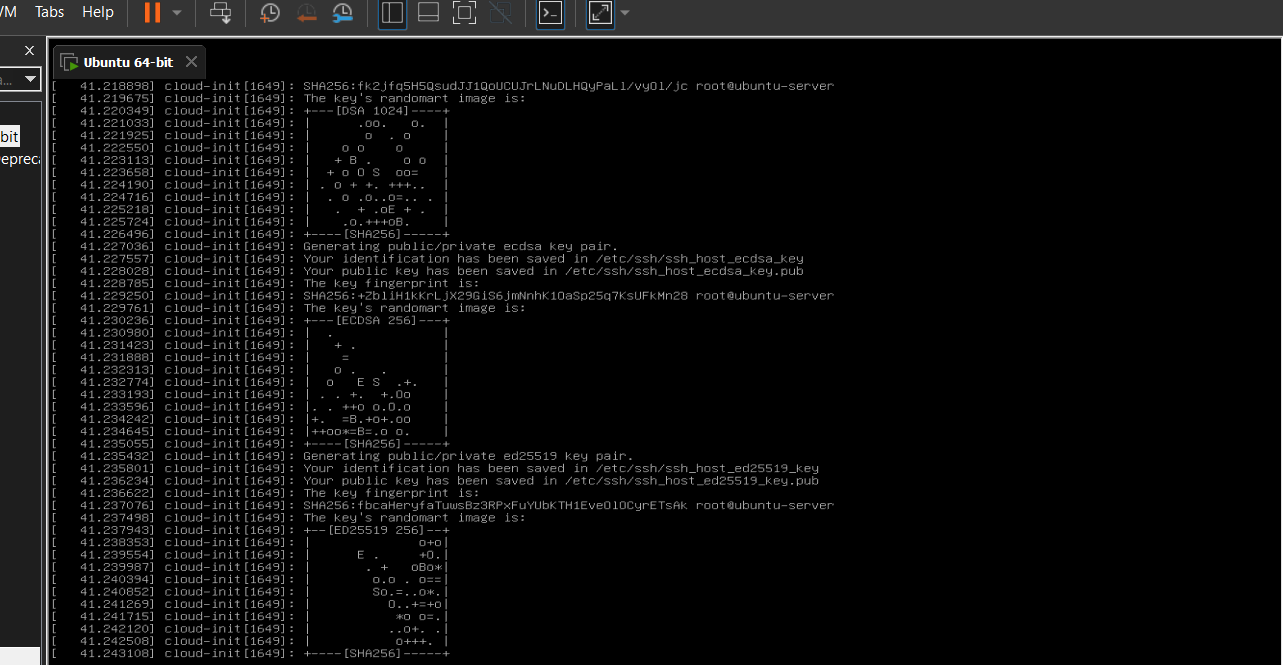 VM Tabs Help
Ubuntu 64-bit
a...
bit
Depreca
[ 41.218898] cloud-init[1649]: SHA256:fk2jfq5H5QsudJJ1QoUCUJrLNuDLHQyPaLl/vyOl/jc root@ubuntu-server
[ 41.219675] cloud-init[1649]: The key's randomart image is:
[ 41.220349] cloud-init[1649]: +---[DSA 1024]----+
[ 41.221033] cloud-init[1649]: |      .oo.   o.  |
[ 41.221925] cloud-init[1649]: |       o  . o    |
[ 41.222550] cloud-init[1649]: |    o o    o     |
[ 41.223113] cloud-init[1649]: |   + B .    o o  |
[ 41.223658] cloud-init[1649]: |  + o O S  oo=   |
[ 41.224190] cloud-init[1649]: | . o + +. +++..  |
[ 41.224716] cloud-init[1649]: |  . o .o..o=.. . |
[ 41.225218] cloud-init[1649]: |   .  + .oE + .  |
[ 41.225724] cloud-init[1649]: |    .o.+++oB.    |
[ 41.226496] cloud-init[1649]: +----[SHA256]-----+
[ 41.227036] cloud-init[1649]: Generating public/private ecdsa key pair.
[ 41.227557] cloud-init[1649]: Your identification has been saved in /etc/ssh/ssh_host_ecdsa_key
[ 41.228028] cloud-init[1649]: Your public key has been saved in /etc/ssh/ssh_host_ecdsa_key.pub
[ 41.228785] cloud-init[1649]: The key fingerprint is:
[ 41.229250] cloud-init[1649]: SHA256:+ZbliH1kKrLjX29GiS6jmNnhK1OaSp25q7KsUFkMn28 root@ubuntu-server
[ 41.229761] cloud-init[1649]: The key's randomart image is:
[ 41.230236] cloud-init[1649]: +---[ECDSA 256]---+
[ 41.230980] cloud-init[1649]: |  .              |
[ 41.231423] cloud-init[1649]: |   + .           |
[ 41.231888] cloud-init[1649]: |    =            |
[ 41.232313] cloud-init[1649]: |   o .   .       |
[ 41.232774] cloud-init[1649]: |  o   E S  .+.   |
[ 41.233193] cloud-init[1649]: | . . +.  +.Oo    |
[ 41.233596] cloud-init[1649]: |. . ++o o.O.o    |
[ 41.234242] cloud-init[1649]: |+.  =B.+o+.oo    |
[ 41.234645] cloud-init[1649]: |++oo*=B=.o o.    |
[ 41.235055] cloud-init[1649]: +----[SHA256]-----+
[ 41.235432] cloud-init[1649]: Generating public/private ed25519 key pair.
[ 41.235801] cloud-init[1649]: Your identification has been saved in /etc/ssh/ssh_host_ed25519_key
[ 41.236234] cloud-init[1649]: Your public key has been saved in /etc/ssh/ssh_host_ed25519_key.pub
[ 41.236622] cloud-init[1649]: The key fingerprint is:
[ 41.237076] cloud-init[1649]: SHA256:fbcaHeryfaTuwsBz3RPxFuYUbKTH1EveOlOCyrETsAk root@ubuntu-server
[ 41.237498] cloud-init[1649]: The key's randomart image is:
[ 41.237943] cloud-init[1649]: +--[ED25519 256]--+
[ 41.238353] cloud-init[1649]: |              o+o|
[ 41.239554] cloud-init[1649]: |      E .     +O.|
[ 41.239987] cloud-init[1649]: |       . +   oBo*|
[ 41.240394] cloud-init[1649]: |        o.o . o==|
[ 41.240852] cloud-init[1649]: |        So.=..o*.|
[ 41.241269] cloud-init[1649]: |          O..+=+o|
[ 41.241715] cloud-init[1649]: |           *o o=.|
[ 41.242120] cloud-init[1649]: |          ..o+. .|
[ 41.242508] cloud-init[1649]: |           o+++. |
[ 41.243108] cloud-init[1649]: +----[SHA256]-----+